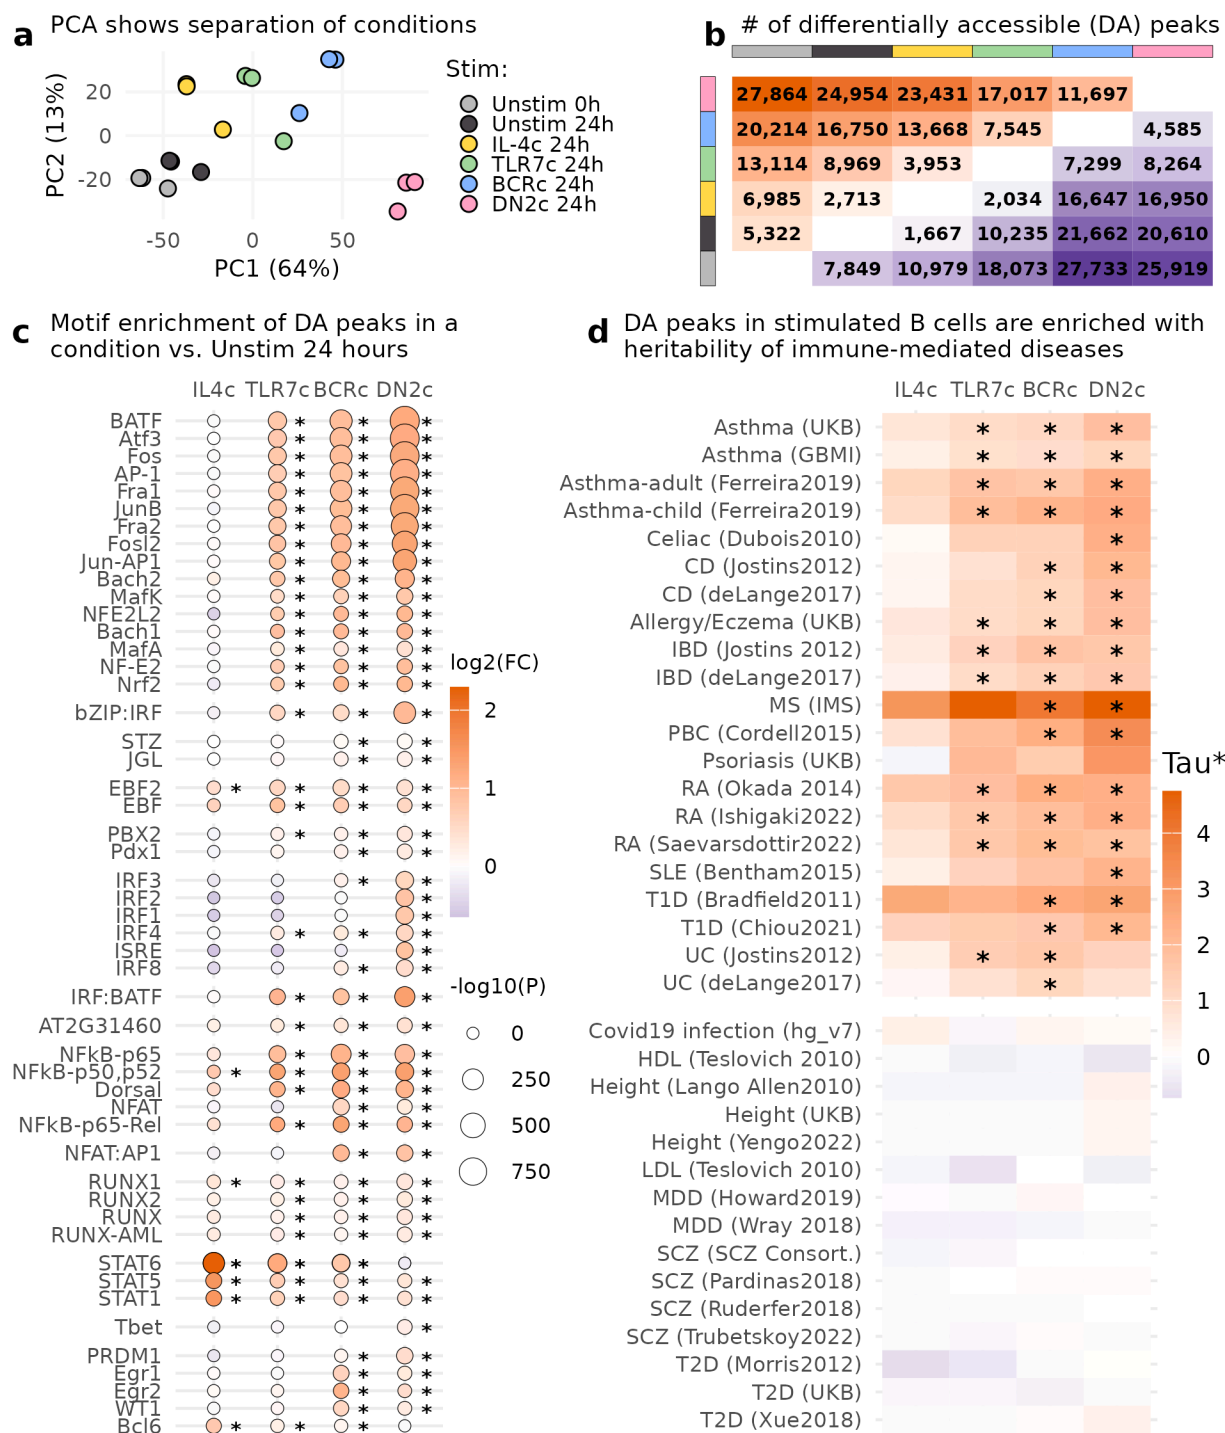 a
PCA shows separation of conditions
PC2 (13%)
20
0
-20
-50
0
50
PC1 (64%)
Stim:
Unstim 0h
Unstim 24h
IL-4c 24h
TLR7c 24h
BCRc 24h
DN2c 24h
b
# of differentially accessible (DA) peaks
27,864 24,954 23,431 17,017 11,697
20,214 16,750 13,668 7,545 4,585
13,114 8,969 3,953 7,299 8,264
6,985 2,713 2,034 16,647 16,950
5,322 1,667 10,235 21,662 20,610
7,849 10,979 18,073 27,733 25,919
c
Motif enrichment of DA peaks in a
condition vs. Unstim 24 hours
IL4c TLR7c BCRc DN2c
BATF * * *
Atf3 * * *
Fos * * *
AP-1 * * *
Fra1 * * *
JunB * * *
Fra2 * * *
Fosl2 * * *
Jun-AP1 * * *
Bach2 * * *
MafK * * *
NFE2L2 * * *
Bach1 * * *
MafA * * *
NF-E2 * * *
Nrf2 * * *
bZIP:IRF * * *
STZ * *
JGL * *
EBF2 * * * *
EBF * * *
PBX2 * * *
Pdx1 * *
IRF3 * *
IRF2 *
IRF1 *
IRF4 * * *
ISRE *
IRF8 * *
IRF:BATF * * *
AT2G31460 * * *
NFkB-p65 * * *
NFkB-p50,p52 * * * *
Dorsal * * *
NFAT * *
NFkB-p65-Rel * * *
NFAT:AP1 * *
RUNX1 * * * *
RUNX2 * * *
RUNX * * *
RUNX-AML * * *
STAT6 * * *
STAT5 * * * *
STAT1 * * * *
Tbet *
PRDM1 * *
Egr1 * *
Egr2 * *
WT1 * *
Bcl6 * * *
log2(FC)
2
1
0
-log10(P)
0
250
500
750
d
DA peaks in stimulated B cells are enriched with
heritability of immune-mediated diseases
IL4c TLR7c BCRc DN2c
Asthma (UKB) * * *
Asthma (GBMI) * * *
Asthma-adult (Ferreira2019) * * *
Asthma-child (Ferreira2019) * * *
Celiac (Dubois2010) *
CD (Jostins2012) * *
CD (deLange2017) * *
Allergy/Eczema (UKB) * * *
IBD (Jostins 2012) * * *
IBD (deLange2017) * * *
MS (IMS) * *
PBC (Cordell2015) * *
Psoriasis (UKB)
RA (Okada 2014) * * *
RA (Ishigaki2022) * * *
RA (Saevarsdottir2022) * * *
SLE (Bentham2015) *
T1D (Bradfield2011) * *
T1D (Chiou2021) * *
UC (Jostins2012) * *
UC (deLange2017) *
Covid19 infection (hg_v7)
HDL (Teslovich 2010)
Height (Lango Allen2010)
Height (UKB)
Height (Yengo2022)
LDL (Teslovich 2010)
MDD (Howard2019)
MDD (Wray 2018)
SCZ (SCZ Consort.)
SCZ (Pardinas2018)
SCZ (Ruderfer2018)
SCZ (Trubetskoy2022)
T2D (Morris2012)
T2D (UKB)
T2D (Xue2018)
Tau*
4
3
2
1
0